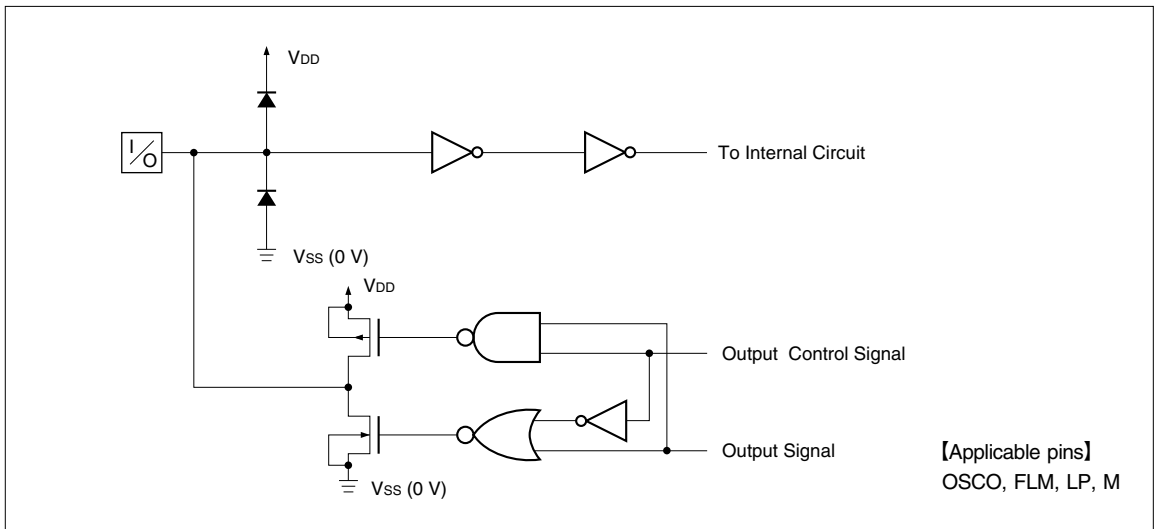 VDD
I/O
To Internal Circuit
VSS (0 V)
VDD
Output Control Signal
Output Signal
VSS (0 V)
【Applicable pins】
OSCO, FLM, LP, M